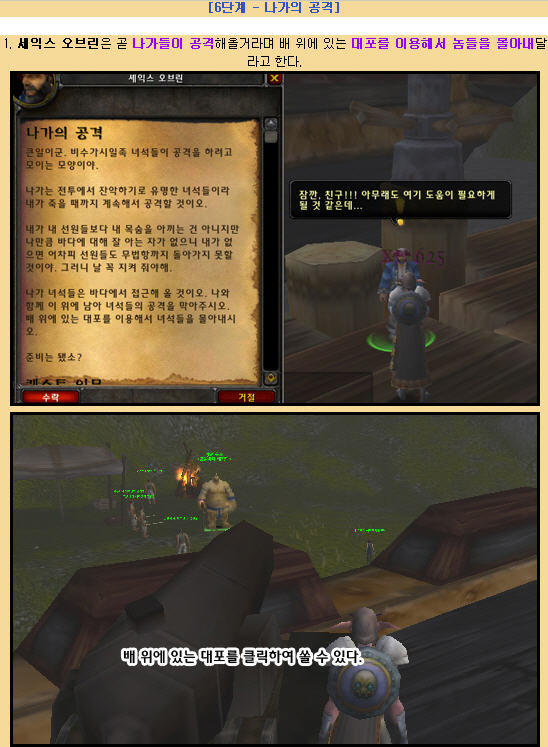 [6단계 - 나가의 공격]
1. 세익스 오브린은 곧 나가들이 공격해올거라며 배 위에 있는 대포를 이용해서 놈들을 몰아내달
라고 한다.
세익스 오브린
나가의 공격
큰일이군. 비수가시일족 녀석들이 공격을 하려고
모이는 모양이야.
나가는 전투에서 잔악하기로 유명한 녀석들이라
내가 죽을 때까지 계속해서 공격할 것이오.
내가 내 선원들보다 내 목숨을 아끼는 건 아니지만
나만큼 바다에 대해 잘 아는 자가 없으니 내가 없
으면 어차피 선원들도 무법항까지 돌아가지 못할
것이야. 그러니 날 꼭 지켜 줘야해.
나가 녀석들은 바다에서 접근해 올 것이오. 나와
함께 이 위에 남아 녀석들의 공격을 막아주시오.
배 위에 있는 대포를 이용해서 녀석들을 몰아내시
오.
준비는 됐소?
퀘스트 임무
수락
거절
잠깐, 친구!!! 아무래도 여기 도움이 필요하게
될 것 같은데...
XP 625
배 위에 있는 대포를 클릭하여 쏠 수 있다.